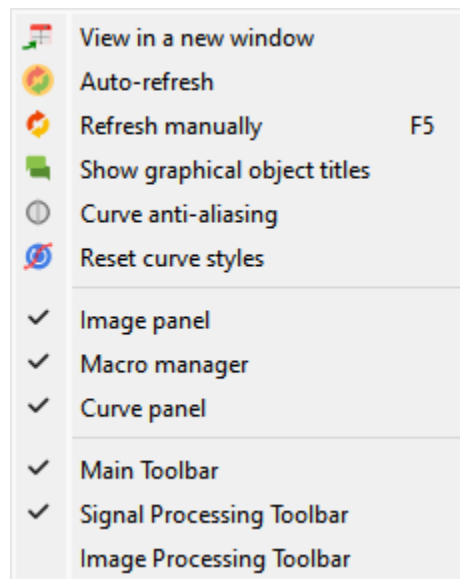 View in a new window
Auto-refresh
Refresh manually F5
Show graphical object titles
Curve anti-aliasing
Reset curve styles
Image panel
Macro manager
Curve panel
Main Toolbar
Signal Processing Toolbar
Image Processing Toolbar